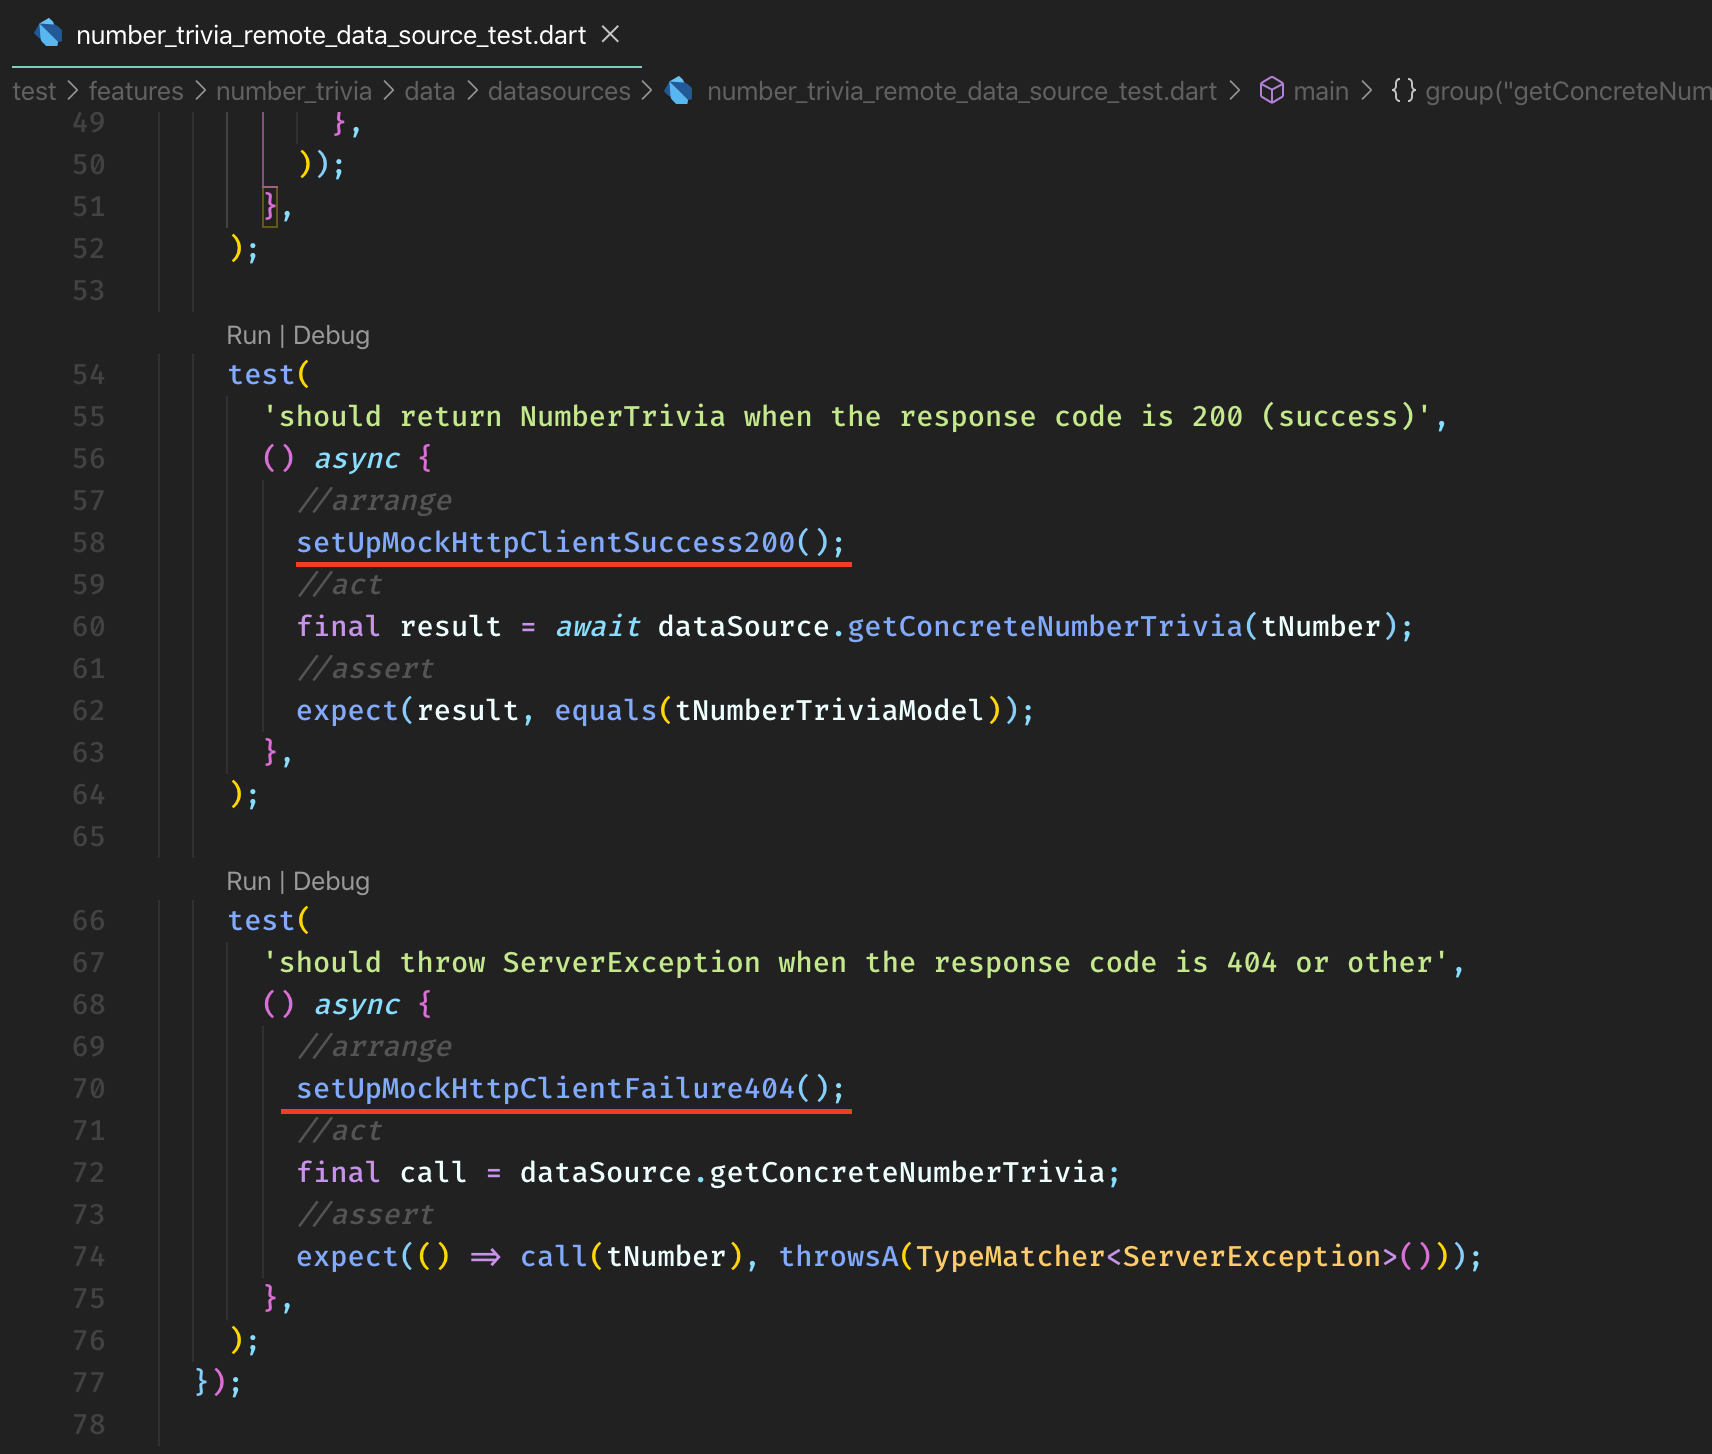 number_trivia_remote_data_source_test.dart
test > features > number_trivia > data > datasources > number_trivia_remote_data_source_test.dart > main > {} group("getConcreteNum
49 },
50 ));
51 },
52 );
53
Run | Debug
54 test(
55 'should return NumberTrivia when the response code is 200 (success)',
56 () async {
57 //arrange
58 setUpMockHttpClientSuccess200();
59 //act
60 final result = await dataSource.getConcreteNumberTrivia(tNumber);
61 //assert
62 expect(result, equals(tNumberTriviaModel));
63 },
64 );
65
Run | Debug
66 test(
67 'should throw ServerException when the response code is 404 or other',
68 () async {
69 //arrange
70 setUpMockHttpClientFailure404();
71 //act
72 final call = dataSource.getConcreteNumberTrivia;
73 //assert
74 expect(() => call(tNumber), throwsA(TypeMatcher<ServerException>()));
75 },
76 );
77 });
78